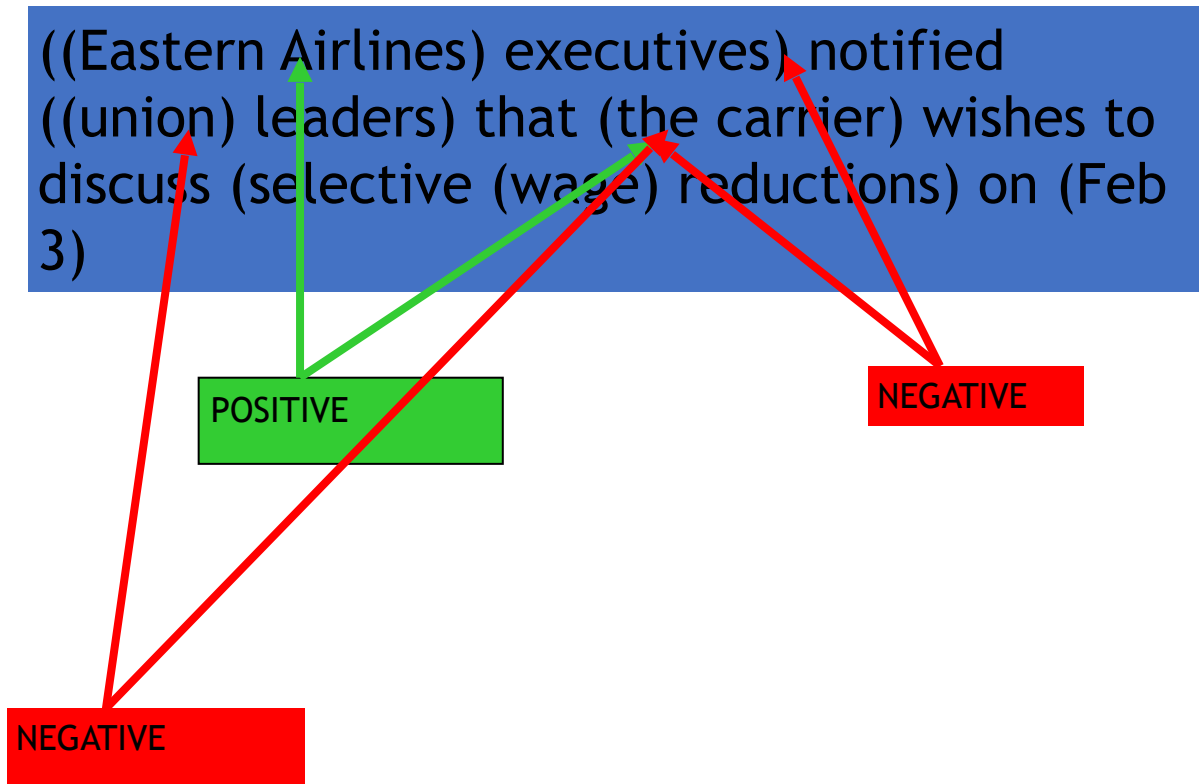 ((Eastern Airlines) executives) notified
((union) leaders) that (the carrier) wishes to
discuss (selective (wage) reductions) on (Feb
3)
POSITIVE
NEGATIVE
NEGATIVE